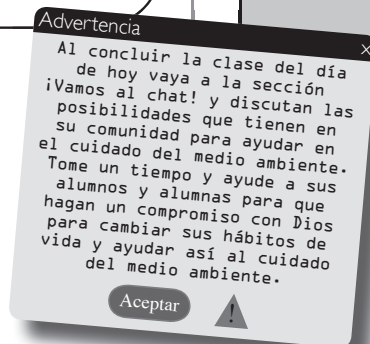 Advertencia
x
Al concluir la clase del día
de hoy vaya a la sección
¡Vamos al chat! y discutan las
posibilidades que tienen en
su comunidad para ayudar en
el cuidado del medio ambiente.
Tome un tiempo y ayude a sus
alumnos y alumnas para que
hagan un compromiso con Dios
para cambiar sus hábitos de
vida y ayudar así al cuidado
del medio ambiente.
Aceptar
!